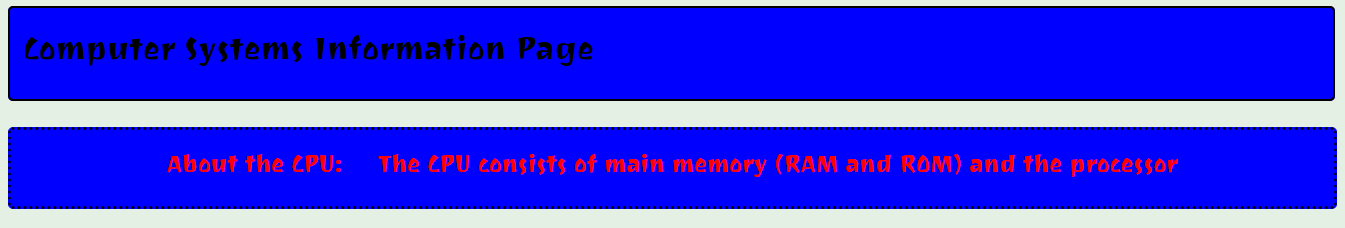 Computer Systems Information Page
About the CPU: The CPU consists of main memory (RAM and ROM) and the processor